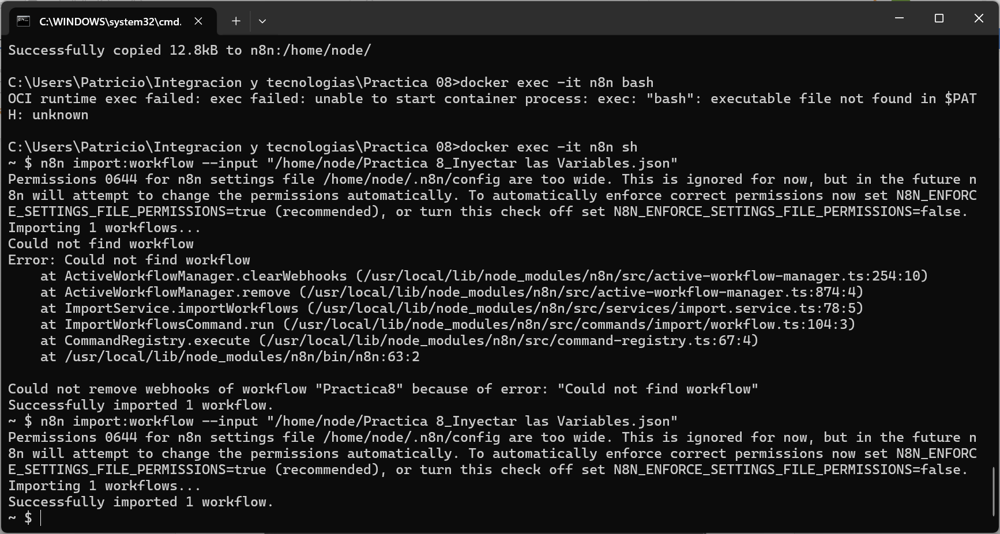 C:\WINDOWS\system32\cmd.
Successfully copied 12.8kB to n8n:/home/node/
C:\Users\Patricio\Integracion y tecnologias\Practica 08>docker exec -it n8n bash
OCI runtime exec failed: exec failed: unable to start container process: exec: "bash": executable file not found in $PAT
H: unknown
C:\Users\Patricio\Integracion y tecnologias\Practica 08>docker exec -it n8n sh
~ $ n8n import:workflow --input "/home/node/Practica 8_Inyectar las Variables.json"
Permissions 0644 for n8n settings file /home/node/.n8n/config are too wide. This is ignored for now, but in the future n
8n will attempt to change the permissions automatically. To automatically enforce correct permissions now set N8N_ENFORC
E_SETTINGS_FILE_PERMISSIONS=true (recommended), or turn this check off set N8N_ENFORCE_SETTINGS_FILE_PERMISSIONS=false.
Importing 1 workflows...
Could not find workflow
Error: Could not find workflow
    at ActiveWorkflowManager.clearWebhooks (/usr/local/lib/node_modules/n8n/src/active-workflow-manager.ts:254:10)
    at ActiveWorkflowManager.remove (/usr/local/lib/node_modules/n8n/src/active-workflow-manager.ts:874:4)
    at ImportService.importWorkflows (/usr/local/lib/node_modules/n8n/src/services/import.service.ts:78:5)
    at ImportWorkflowsCommand.run (/usr/local/lib/node_modules/n8n/src/commands/import/workflow.ts:104:3)
    at CommandRegistry.execute (/usr/local/lib/node_modules/n8n/src/command-registry.ts:67:4)
    at /usr/local/lib/node_modules/n8n/bin/n8n:63:2
Could not remove webhooks of workflow "Practica8" because of error: "Could not find workflow"
Successfully imported 1 workflow.
~ $ n8n import:workflow --input "/home/node/Practica 8_Inyectar las Variables.json"
Permissions 0644 for n8n settings file /home/node/.n8n/config are too wide. This is ignored for now, but in the future n
8n will attempt to change the permissions automatically. To automatically enforce correct permissions now set N8N_ENFORC
E_SETTINGS_FILE_PERMISSIONS=true (recommended), or turn this check off set N8N_ENFORCE_SETTINGS_FILE_PERMISSIONS=false.
Importing 1 workflows...
Successfully imported 1 workflow.
~ $